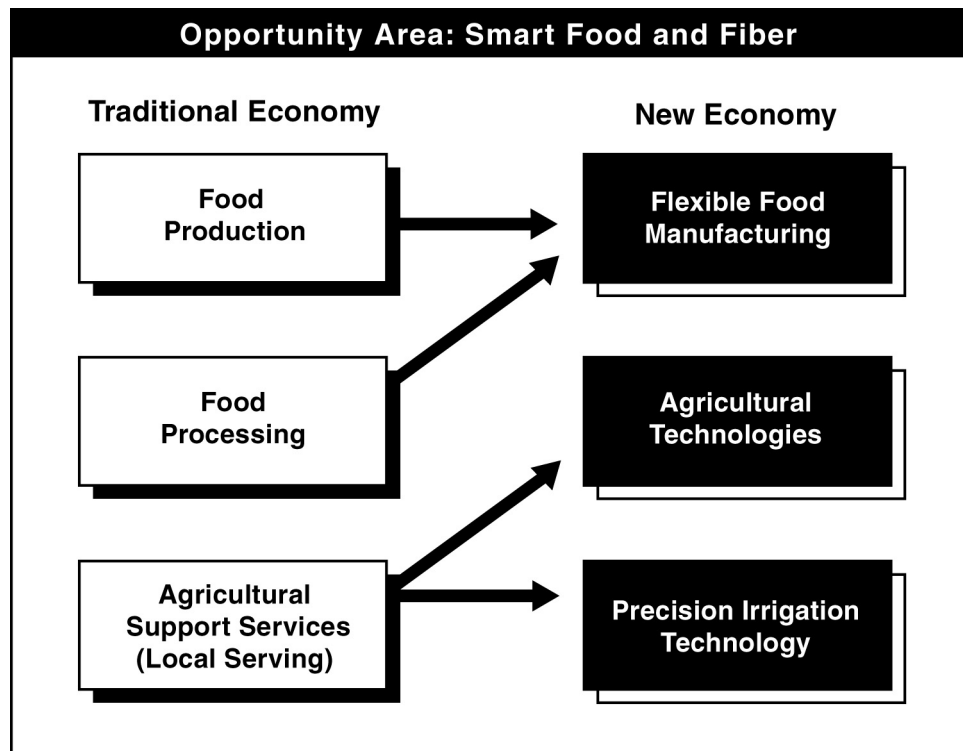 Opportunity Area: Smart Food and Fiber
Traditional Economy
New Economy
Food
Production
Flexible Food
Manufacturing
Food
Processing
Agricultural
Technologies
Agricultural
Support Services
(Local Serving)
Precision Irrigation
Technology